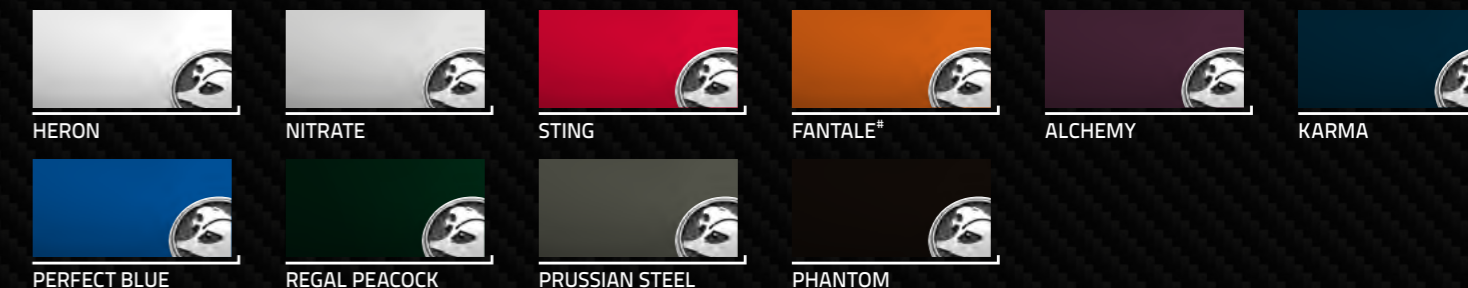 HERON
NITRATE
STING
FANTALE#
ALCHEMY
KARMA
PERFECT BLUE
REGAL PEACOCK
PRUSSIAN STEEL
PHANTOM